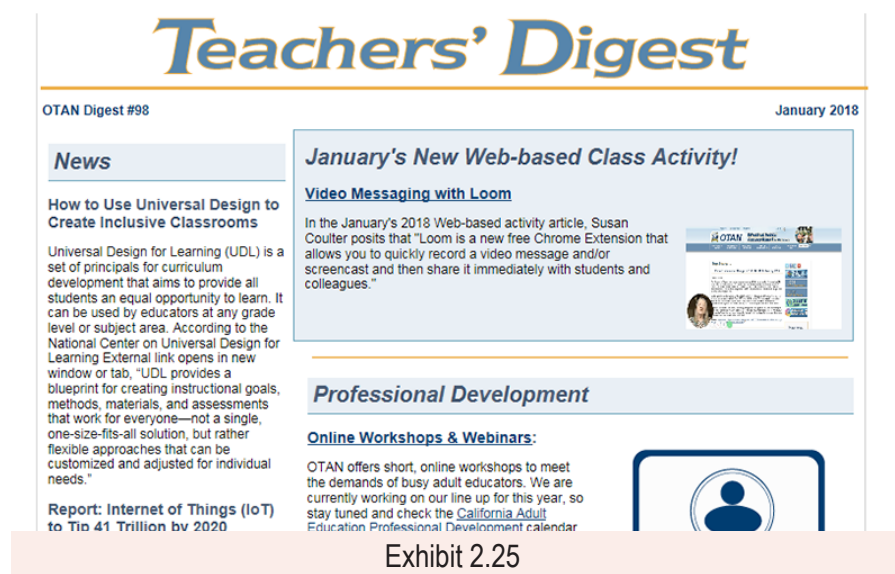 Teachers' Digest
OTAN Digest #98
January 2018
News
How to Use Universal Design to
Create Inclusive Classrooms
Universal Design for Learning (UDL) is a
set of principals for curriculum
development that aims to provide all
students an equal opportunity to learn. It
can be used by educators at any grade
level or subject area. According to the
National Center on Universal Design for
Learning External link opens in new
window or tab, “UDL provides a
blueprint for creating instructional goals,
methods, materials, and assessments
that work for everyone—not a single,
one-size-fits-all solution, but rather
flexible approaches that can be
customized and adjusted for individual
needs.”
Report: Internet of Things (IoT)
to Tip 41 Trillion by 2020
January's New Web-based Class Activity!
Video Messaging with Loom
In the January's 2018 Web-based activity article, Susan
Coulter posits that "Loom is a new free Chrome Extension that
allows you to quickly record a video message and/or
screencast and then share it immediately with students and
colleagues."
OTAN
Professional Development
Online Workshops & Webinars:
OTAN offers short, online workshops to meet
the demands of busy adult educators. We are
currently working on our line up for this year, so
stay tuned and check the California Adult
Education Professional Development calendar
Exhibit 2.25